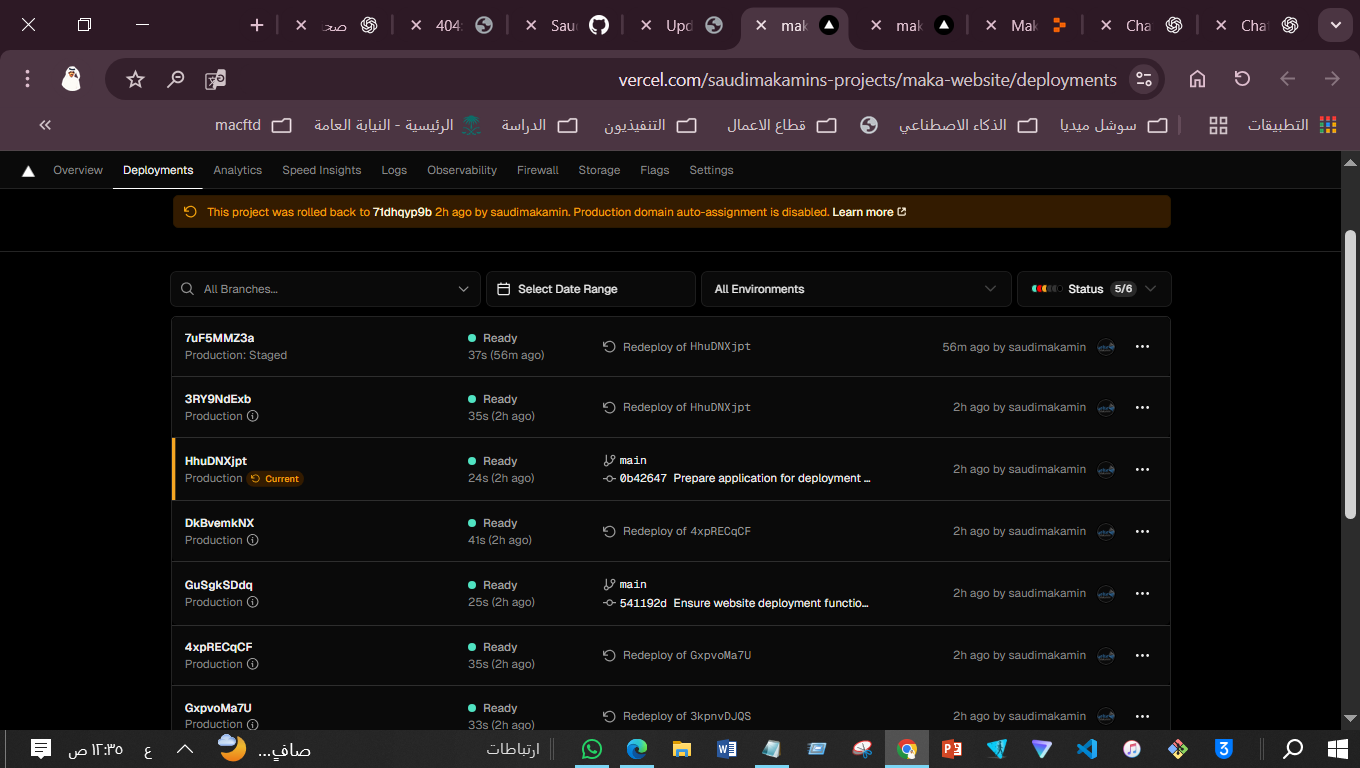 صح
404:
Sau
Upd
mak
mak
Mak
Cha
Cha
vercel.com/saudimakamins-projects/maka-website/deployments
التطبيقات
سوشل ميديا
الذكاء الاصطناعي
قطاع الاعمال
التنفيذيون
الدراسة
الرئيسية - النيابة العامة
macftd
Overview
Deployments
Analytics
Speed Insights
Logs
Observability
Firewall
Storage
Flags
Settings
This project was rolled back to 71dhqyp9b 2h ago by saudimakamin. Production domain auto-assignment is disabled. Learn more
All Branches...
Select Date Range
All Environments
Status 5/6
7uF5MMZ3a
Production: Staged
Ready
37s (56m ago)
Redeploy of HhuDNXjpt
56m ago by saudimakamin
3RY9NdExb
Production
Ready
35s (2h ago)
Redeploy of HhuDNXjpt
2h ago by saudimakamin
HhuDNXjpt
Production Current
Ready
24s (2h ago)
main
0b42647 Prepare application for deployment ...
2h ago by saudimakamin
DkBvemkNX
Production
Ready
41s (2h ago)
Redeploy of 4xpRECqCF
2h ago by saudimakamin
GuSgkSDdq
Production
Ready
25s (2h ago)
main
541192d Ensure website deployment functio...
2h ago by saudimakamin
4xpRECqCF
Production
Ready
35s (2h ago)
Redeploy of GxpvoMa7U
2h ago by saudimakamin
GxpvoMa7U
Production
Ready
33s (2h ago)
Redeploy of 3kpnvDJQS
2h ago by saudimakamin
ارتباطات
صافٍ...
ع
١٢:٣٥ ص